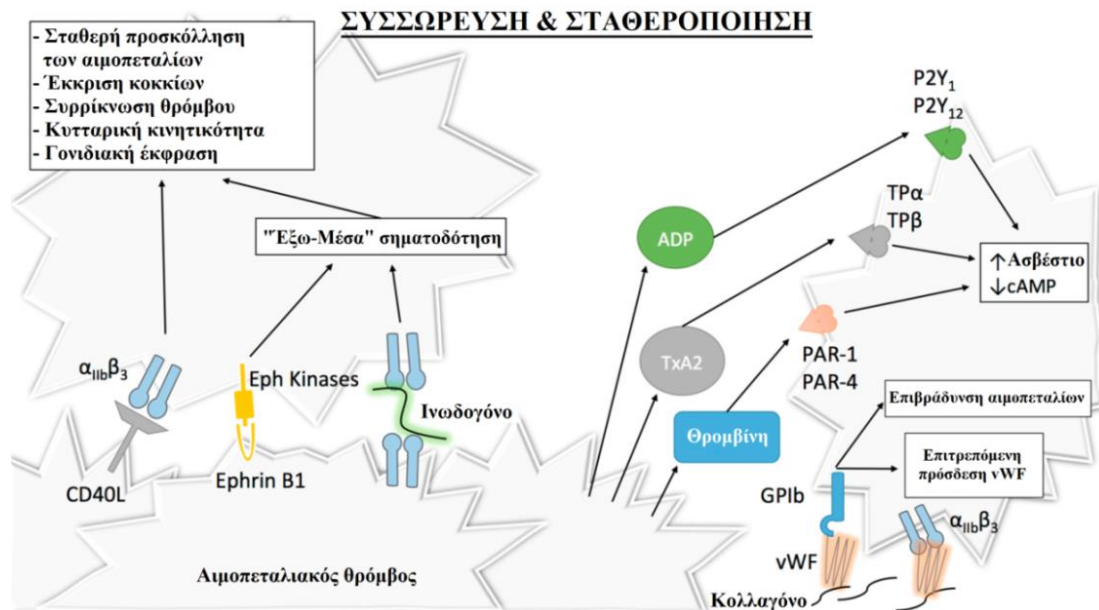 ΣΥΣΣΩΡΕΥΣΗ & ΣΤΑΘΕΡΟΠΟΙΗΣΗ
- Σταθερή προσκόλληση
των αιμοπεταλίων
- Έκκριση κοκκίων
- Συρρίκνωση θρόμβου
- Κυτταρική κινητικότητα
- Γονιδιακή έκφραση
"Έξω-Μέσα" σηματοδότηση
αIIbβ3
Eph Kinases
Ινωδογόνο
CD40L
Ephrin B1
Αιμοπεταλιακός θρόμβος
P2Y1
P2Y12
ADP
TPα
TPβ
↑Ασβέστιο
↓cAMP
TxA2
PAR-1
PAR-4
Θρομβίνη
Επιβράδυνση αιμοπεταλίων
Επιτρεπόμενη
πρόσδεση vWF
GPIb
αIIbβ3
vWF
Κολλαγόνο